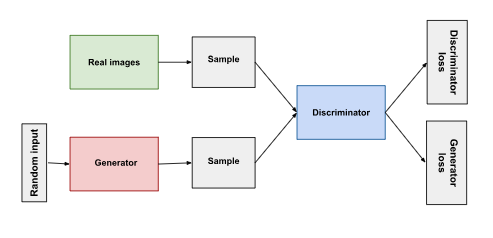 Real images
Sample
Discriminator
loss
Discriminator
Random input
Generator
Sample
Generator
loss